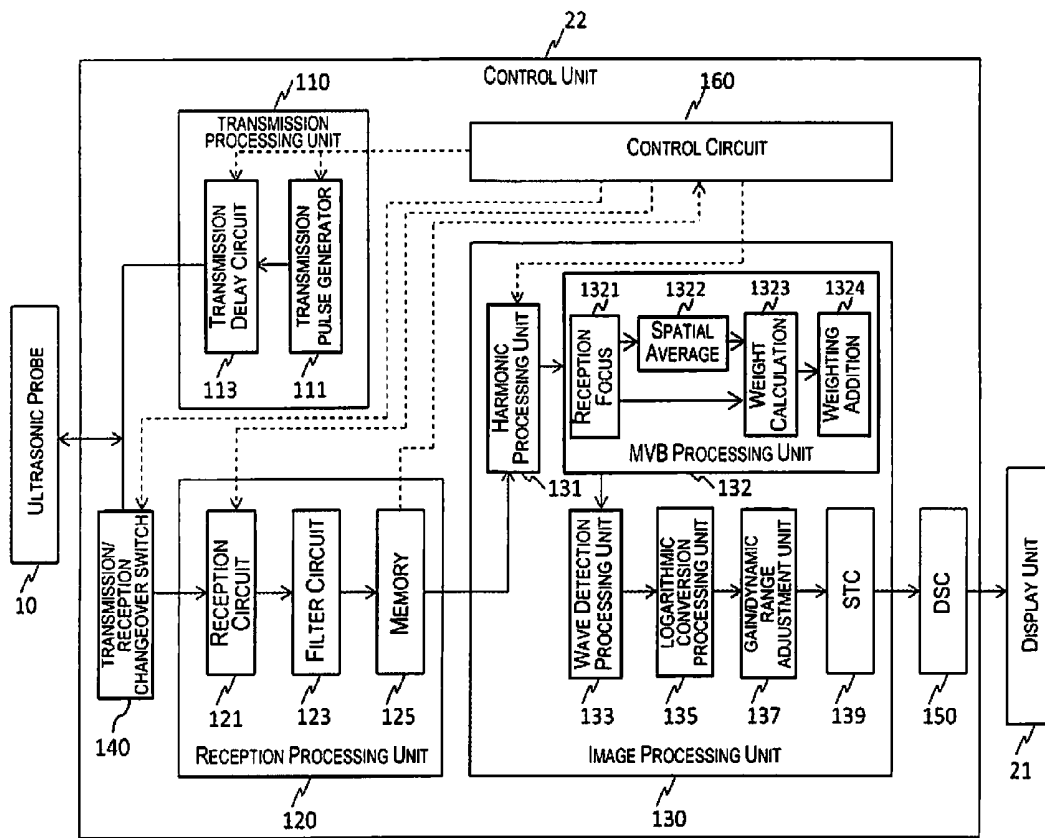 22
CONTROL UNIT
110
TRANSMISSION
PROCESSING UNIT
160
CONTROL CIRCUIT
TRANSMISSION
DELAY CIRCUIT
TRANSMISSION
PULSE GENERATOR
113
111
ULTRASONIC PROBE
10
TRANSMISSION/
RECEPTION
CHANGEOVER SWITCH
140
RECEPTION
CIRCUIT
FILTER CIRCUIT
MEMORY
121
123
125
RECEPTION PROCESSING UNIT
120
HARMONIC
PROCESSING UNIT
131
1321
1322
1323
1324
RECEPTION
FOCUS
SPATIAL
AVERAGE
WEIGHT
CALCULATION
WEIGHTING
ADDITION
MVB PROCESSING UNIT
132
WAVE DETECTION
PROCESSING UNIT
LOGARITHMIC
CONVERSION
PROCESSING UNIT
GAIN/DYNAMIC
RANGE
ADJUSTMENT UNIT
STC
DSC
133
135
137
139
150
IMAGE PROCESSING UNIT
130
DISPLAY UNIT
21